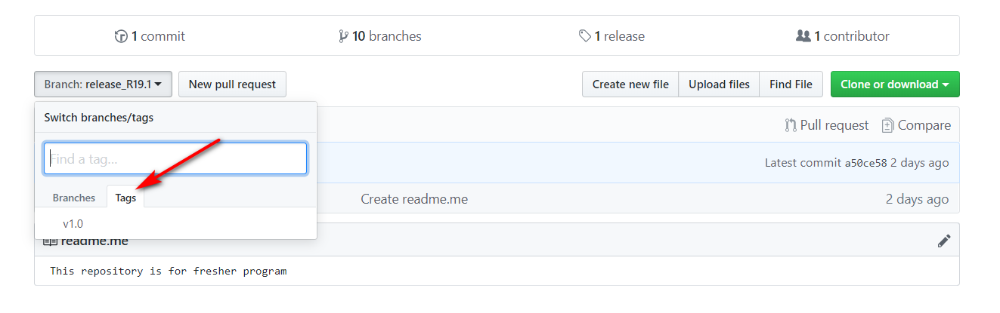 1 commit 10 branches 1 release 1 contributor
Branch: release_R19.1 New pull request Create new file Upload files Find File Clone or download
Switch branches/tags
Pull request Compare
Find a tag...
Latest commit a50ce58 2 days ago
Branches Tags
Create readme.me 2 days ago
v1.0
readme.me
This repository is for fresher program